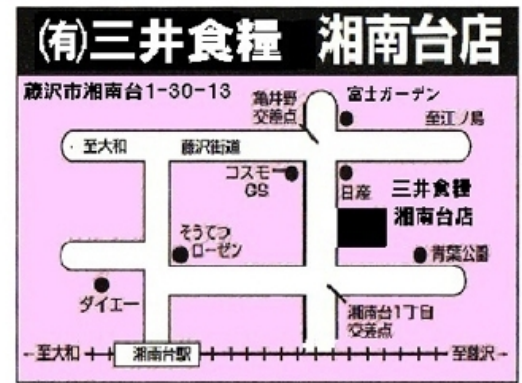 (有)三井食糧 湘南台店
藤沢市湘南台1-30-13
亀井野
交差点
富士ガーデン
至江ノ島
至大和
藤沢街道
コスモ
GS
日産
三井食糧
湘南台店
そうてつ
ローゼン
青葉公園
ダイエー
湘南台1丁目
交差点
←至大和
湘南台駅
至藤沢→